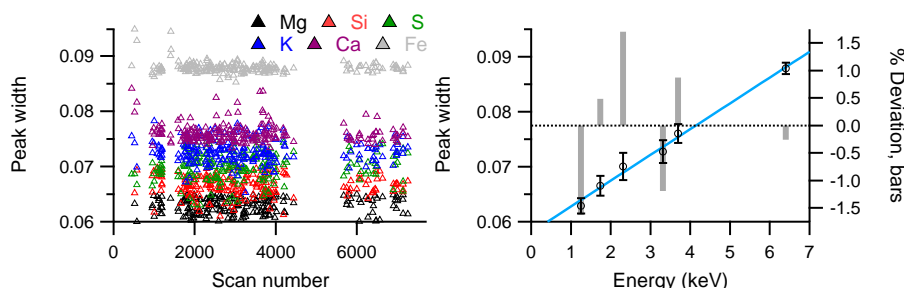 Mg Si S
K Ca Fe
0.09
0.08
0.07
0.06
Peak width
0 2000 4000 6000
Scan number
0.09
0.08
0.07
0.06
Peak width
0 1 2 3 4 5 6 7
Energy (keV)
1.5
1.0
0.5
0.0
-0.5
-1.0
-1.5
% Deviation, bars